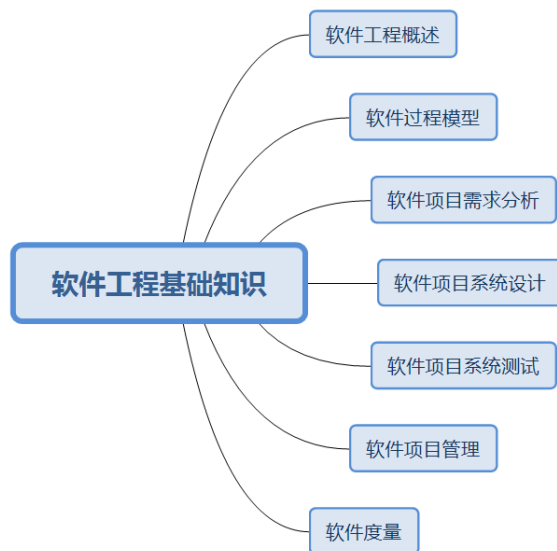 软件工程概述
软件过程模型
软件项目需求分析
软件工程基础知识
软件项目系统设计
软件项目系统测试
软件项目管理
软件度量